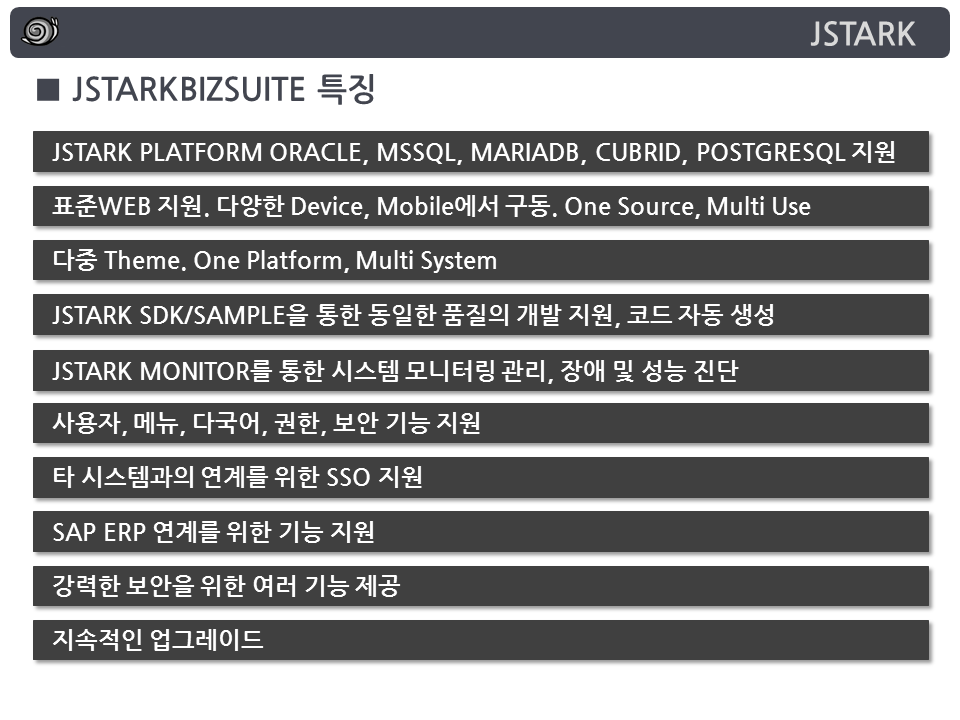 JSTARK
■ JSTARKBIZSUITE 특징
JSTARK PLATFORM ORACLE, MSSQL, MARIADB, CUBRID, POSTGRESQL 지원
표준WEB 지원. 다양한 Device, Mobile에서 구동. One Source, Multi Use
다중 Theme. One Platform, Multi System
JSTARK SDK/SAMPLE을 통한 동일한 품질의 개발 지원, 코드 자동 생성
JSTARK MONITOR를 통한 시스템 모니터링 관리, 장애 및 성능 진단
사용자, 메뉴, 다국어, 권한, 보안 기능 지원
타 시스템과의 연계를 위한 SSO 지원
SAP ERP 연계를 위한 기능 지원
강력한 보안을 위한 여러 기능 제공
지속적인 업그레이드